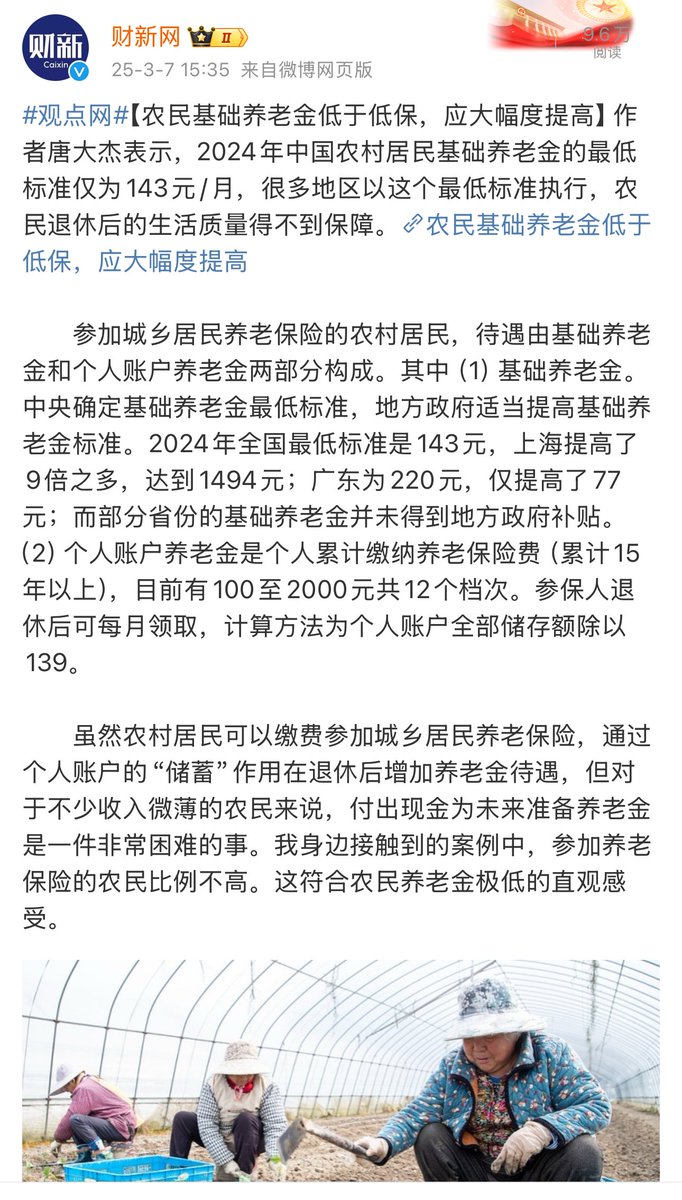 财新
Caixin
财新网 II
9.6万
阅读
25-3-7 15:35 来自微博网页版
#观点网#【农民基础养老金低于低保，应大幅度提高】作
者唐大杰表示，2024年中国农村居民基础养老金的最低
标准仅为143元/月，很多地区以这个最低标准执行，农
民退休后的生活质量得不到保障。农民基础养老金低于
低保，应大幅度提高
参加城乡居民养老保险的农村居民，待遇由基础养老
金和个人账户养老金两部分构成。其中（1）基础养老金。
中央确定基础养老金最低标准，地方政府适当提高基础养
老金标准。2024年全国最低标准是143元，上海提高了
9倍之多，达到1494元；广东为220元，仅提高了77
元；而部分省份的基础养老金并未得到地方政府补贴。
（2）个人账户养老金是个人累计缴纳养老保险费（累计15
年以上），目前有100至2000元共12个档次。参保人退
休后可每月领取，计算方法为个人账户全部储存额除以
139。
虽然农村居民可以缴费参加城乡居民养老保险，通过
个人账户的“储蓄”作用在退休后增加养老金待遇，但对
于不少收入微薄的农民来说，付出现金为未来准备养老金
是一件非常困难的事。我身边接触到的案例中，参加养老
保险的农民比例不高。这符合农民养老金极低的直观感
受。